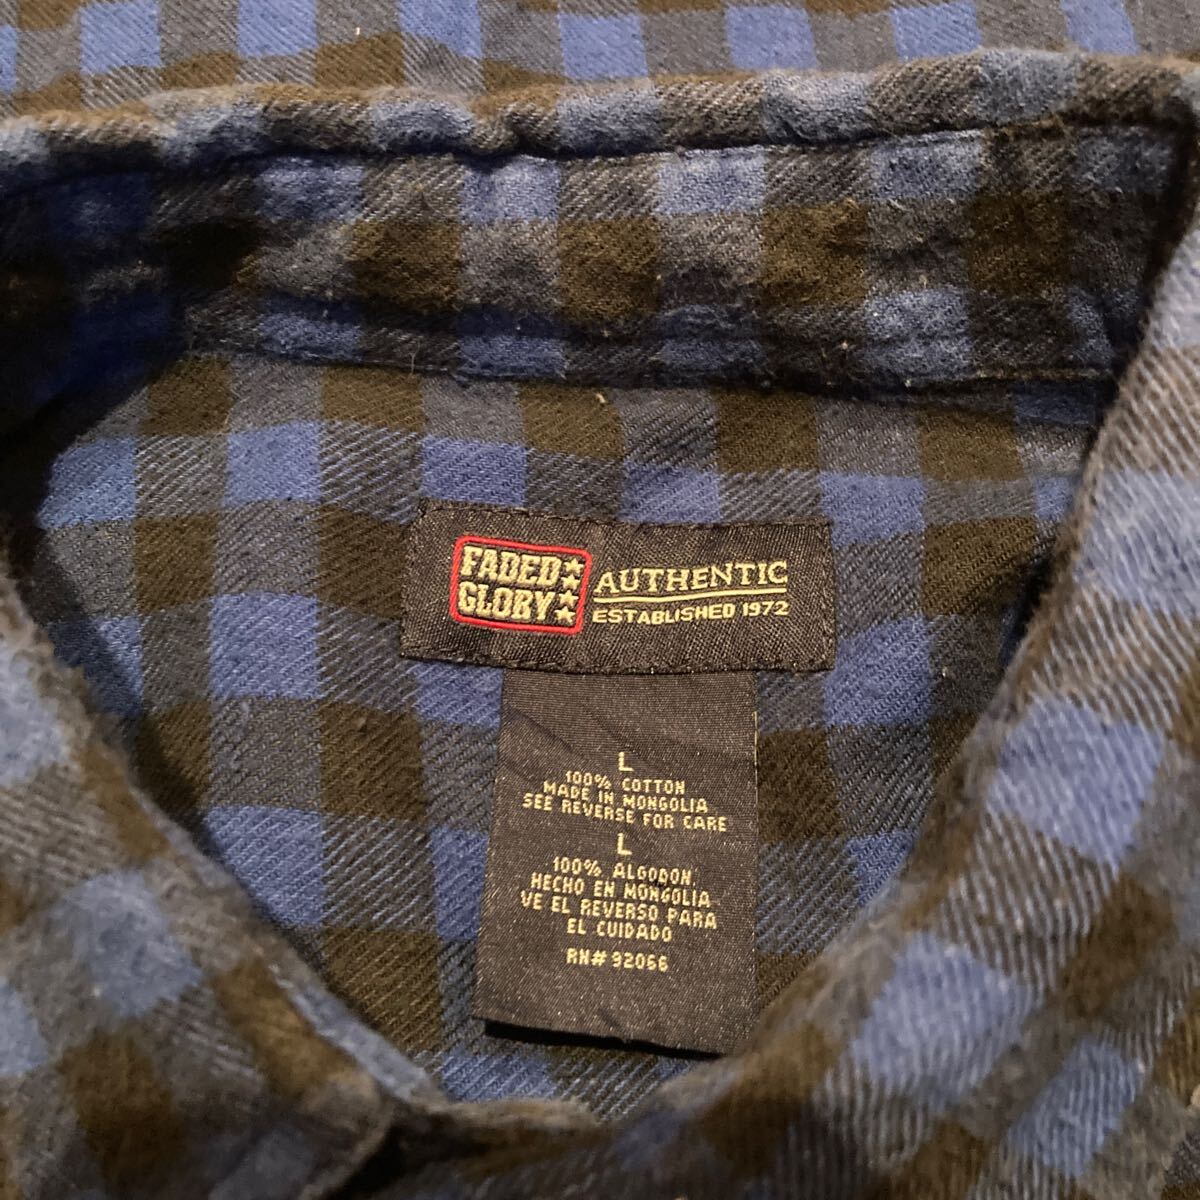 FADED
GLORY
AUTHENTIC
ESTABLISHED 1972
L
100% COTTON
MADE IN MONGOLIA
SEE REVERSE FOR CARE
L
100% ALGODON
HECHO EN MONGOLIA
VE EL REVERSO PARA
EL CUIDADO
RN# 92066